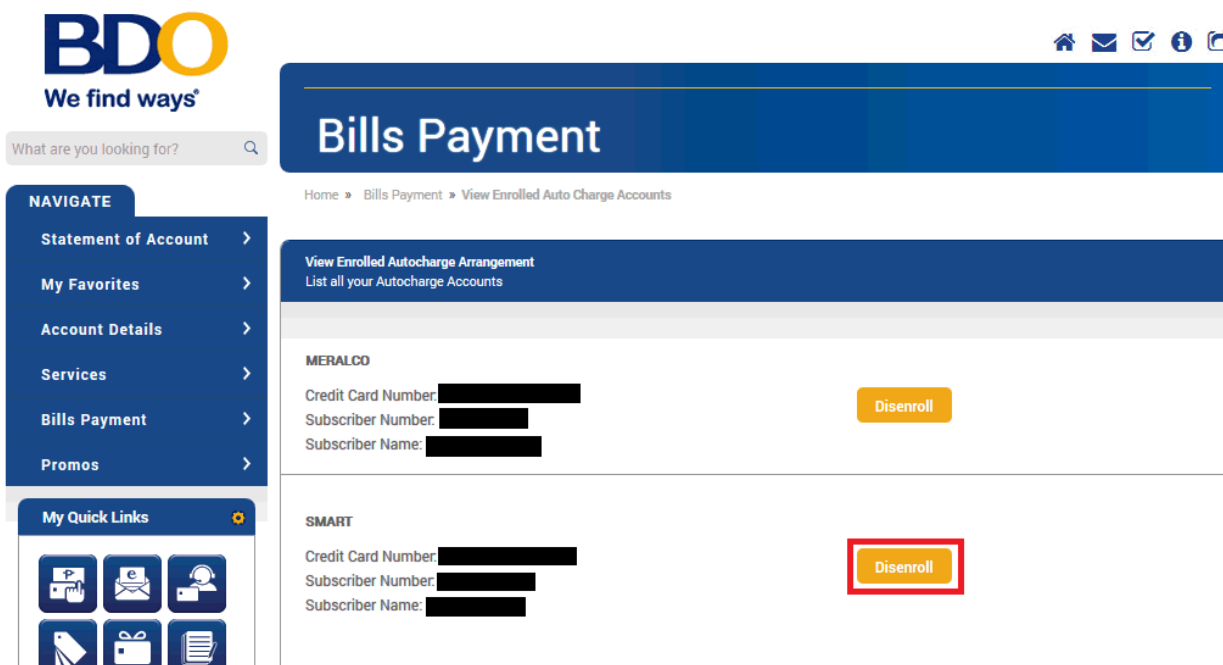 BDO
We find ways®
What are you looking for?
Bills Payment
Home » Bills Payment » View Enrolled Auto Charge Accounts
NAVIGATE
Statement of Account
My Favorites
Account Details
Services
Bills Payment
Promos
My Quick Links
P
e
View Enrolled Autocharge Arrangement
List all your Autocharge Accounts
MERALCO
Credit Card Number:
Subscriber Number:
Subscriber Name:
Disenroll
SMART
Credit Card Number:
Subscriber Number:
Subscriber Name:
Disenroll